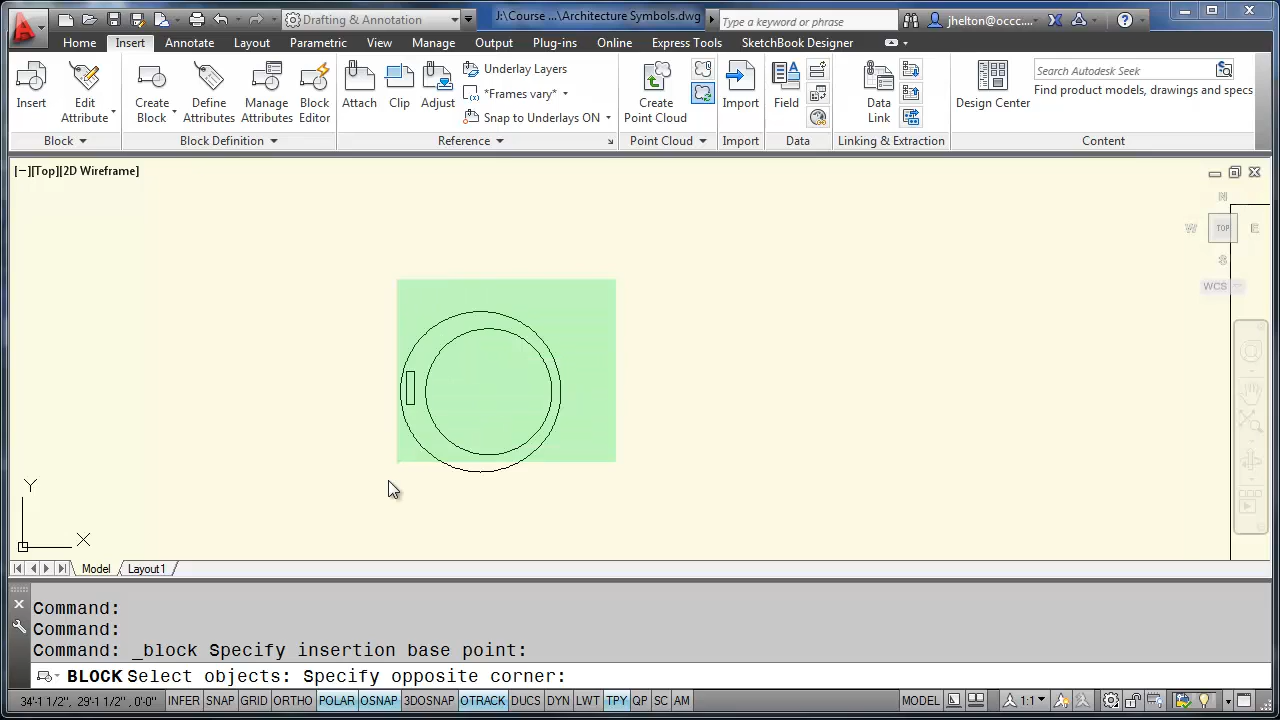 Drafting & Annotation
J:\Course ...\Architecture Symbols.dwg
Type a keyword or phrase
jhelton@occc....
Home Insert Annotate Layout Parametric View Manage Output Plug-ins Online Express Tools SketchBook Designer
Insert
Edit Attribute
Create Block
Define Attributes
Manage Attributes
Block Editor
Attach
Clip
Adjust
Underlay Layers
*Frames vary*
Snap to Underlays ON
Create Point Cloud
Import
Field
Data Link
Design Center
Search Autodesk Seek
Find product models, drawings and specs
Block
Block Definition
Reference
Point Cloud
Import
Data
Linking & Extraction
Content
[−][Top][2D Wireframe]
N
W TOP E
S
WCS
Y
X
Model Layout1
Command:
Command:
Command: _block Specify insertion base point:
BLOCK Select objects: Specify opposite corner:
34'-1 1/2", 29'-1 1/2" , 0'-0" INFER SNAP GRID ORTHO POLAR OSNAP 3DOSNAP OTRACK DUCS DYN LWT TPY QP SC AM MODEL 1:1